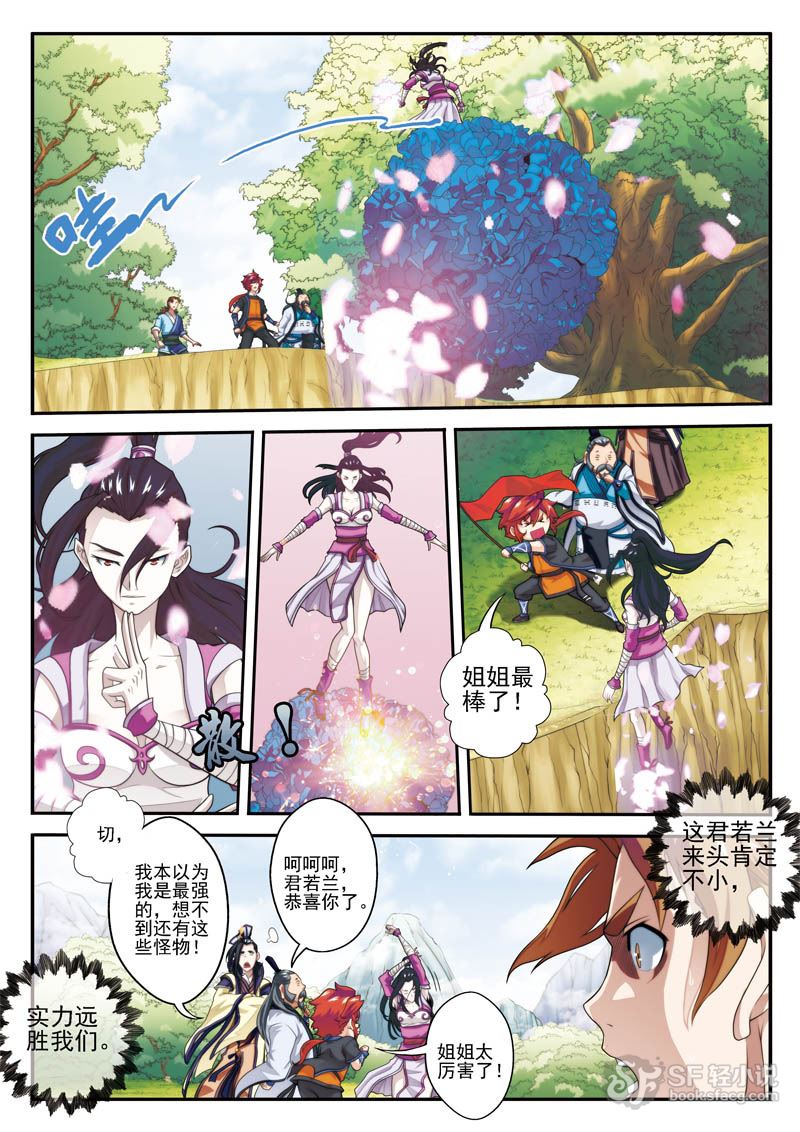 哇
散！
姐姐最
棒了！
这君若兰
来头肯定
不小，
呵呵呵，
君若兰，
恭喜你了。
切，
我本以为
我是最强
的，想不
到还有这
些怪物！
姐姐太
厉害了！
实力远
胜我们。
SF轻小说
book.sfacg.com